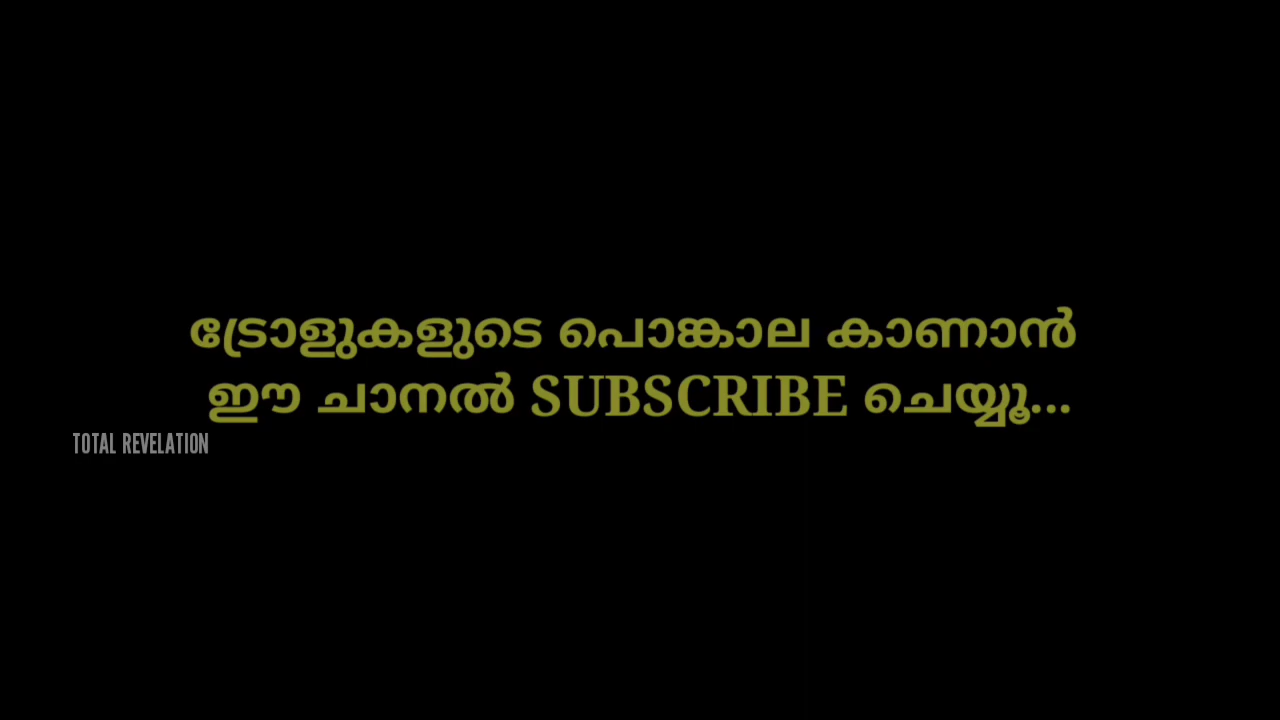 ട്രോളുകളുടെ പൊങ്കാല കാണാൻ
ഈ ചാനൽ SUBSCRIBE ചെയ്യൂ...
TOTAL REVELATION